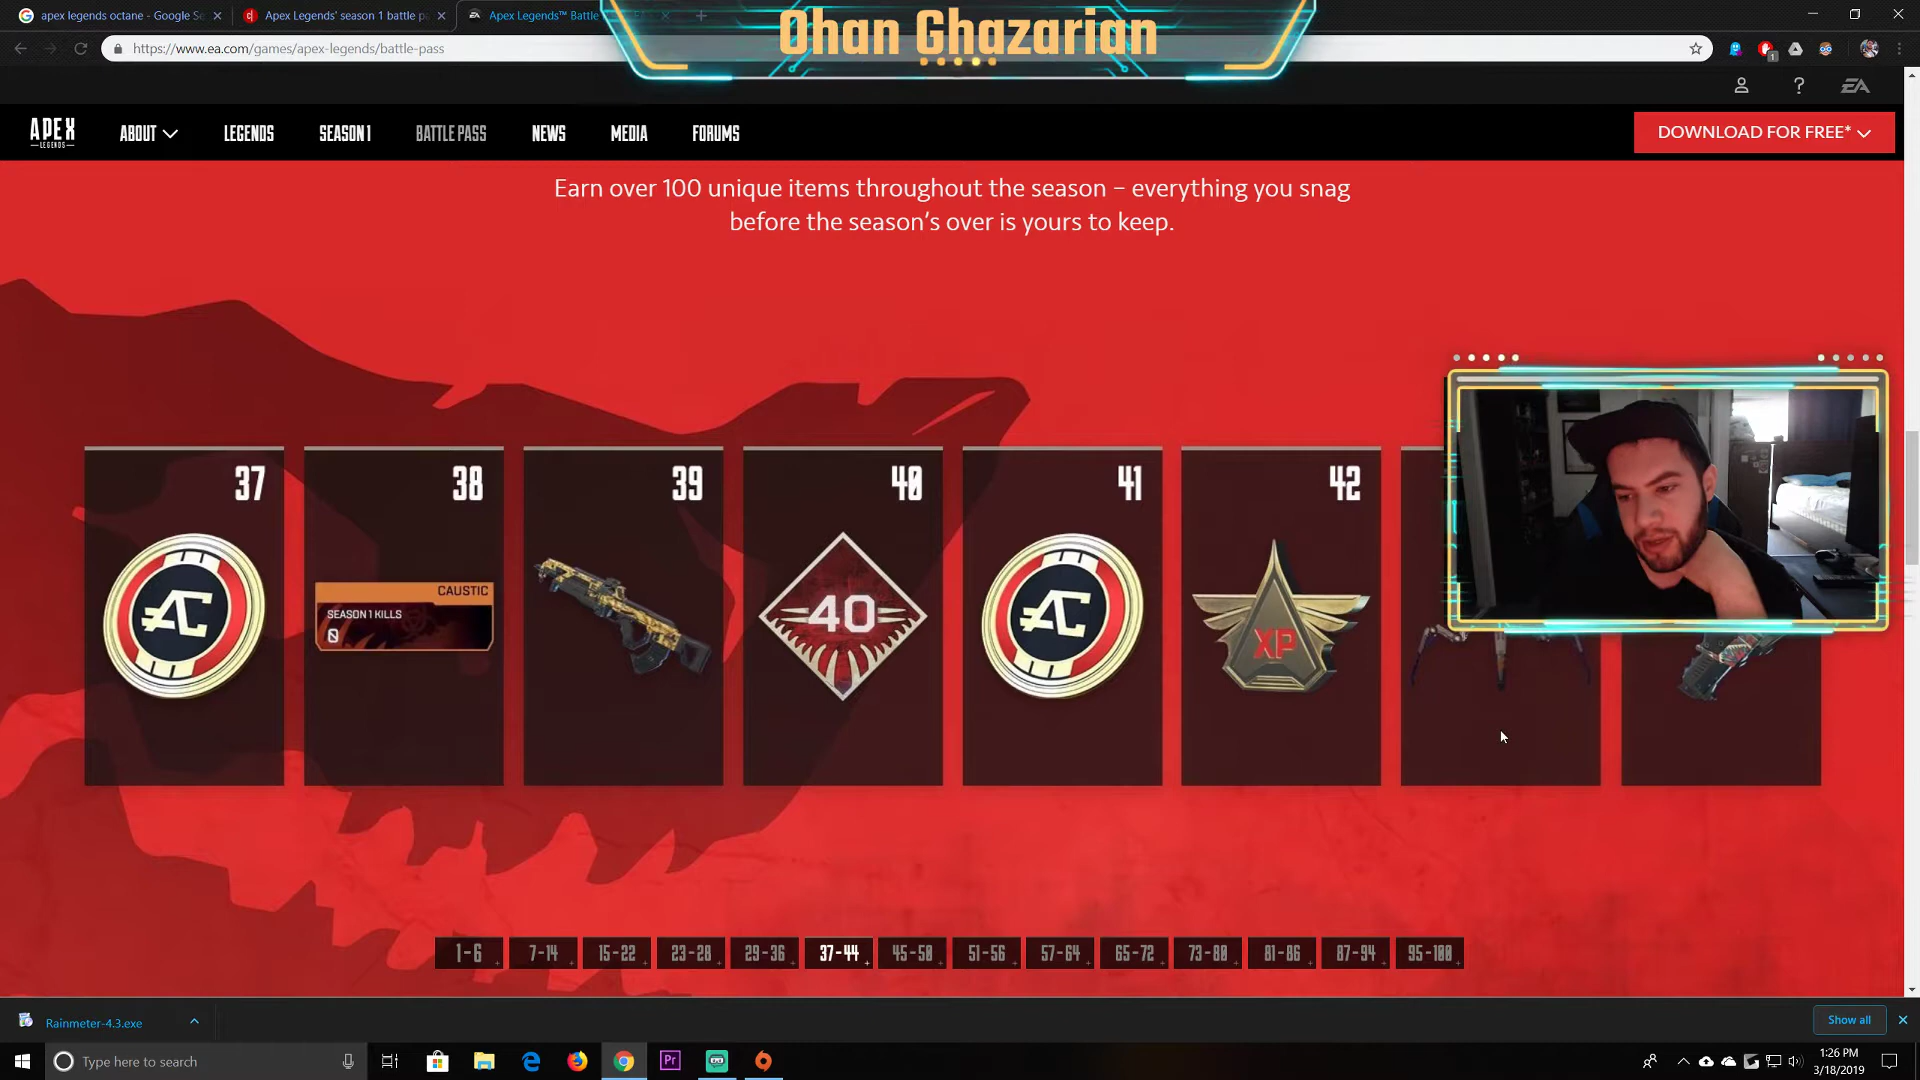 apex legends octane - Google Se
Apex Legends' season 1 battle pa
Apex Legends™ Battle
Ohan Ghazarian
https://www.ea.com/games/apex-legends/battle-pass
1
EA
APEX
LEGENDS
ABOUT
LEGENDS
SEASON 1
BATTLE PASS
NEWS
MEDIA
FORUMS
DOWNLOAD FOR FREE*
Earn over 100 unique items throughout the season – everything you snag
before the season's over is yours to keep.
37
38
39
40
41
42
CAUSTIC
SEASON 1 KILLS
0
40
XP
1-6
7-14
15-22
23-28
29-36
37-44
45-50
51-56
57-64
65-72
73-80
81-86
87-94
95-100
Rainmeter-4.3.exe
Show all
Type here to search
Pr
1:26 PM
3/18/2019